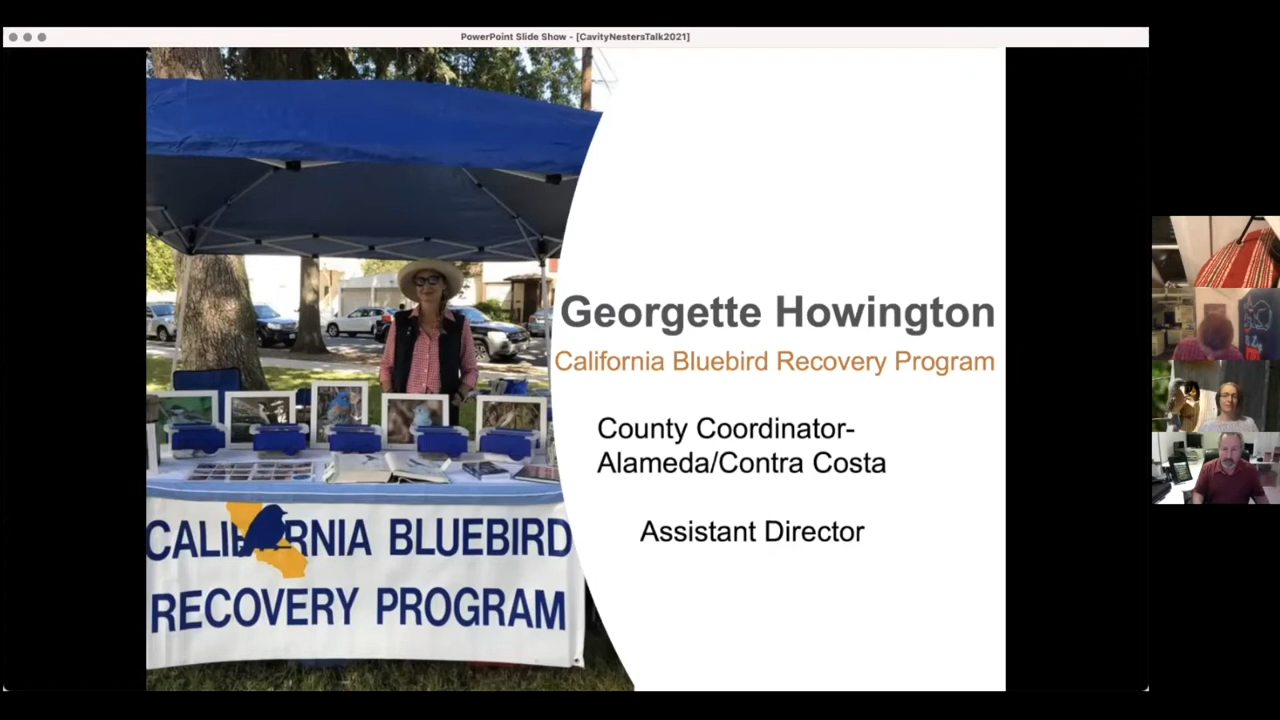 PowerPoint Slide Show - [CavityNestersTalk2021]
Georgette Howington
California Bluebird Recovery Program
County Coordinator-
Alameda/Contra Costa
Assistant Director
CALIFORNIA BLUEBIRD
RECOVERY PROGRAM